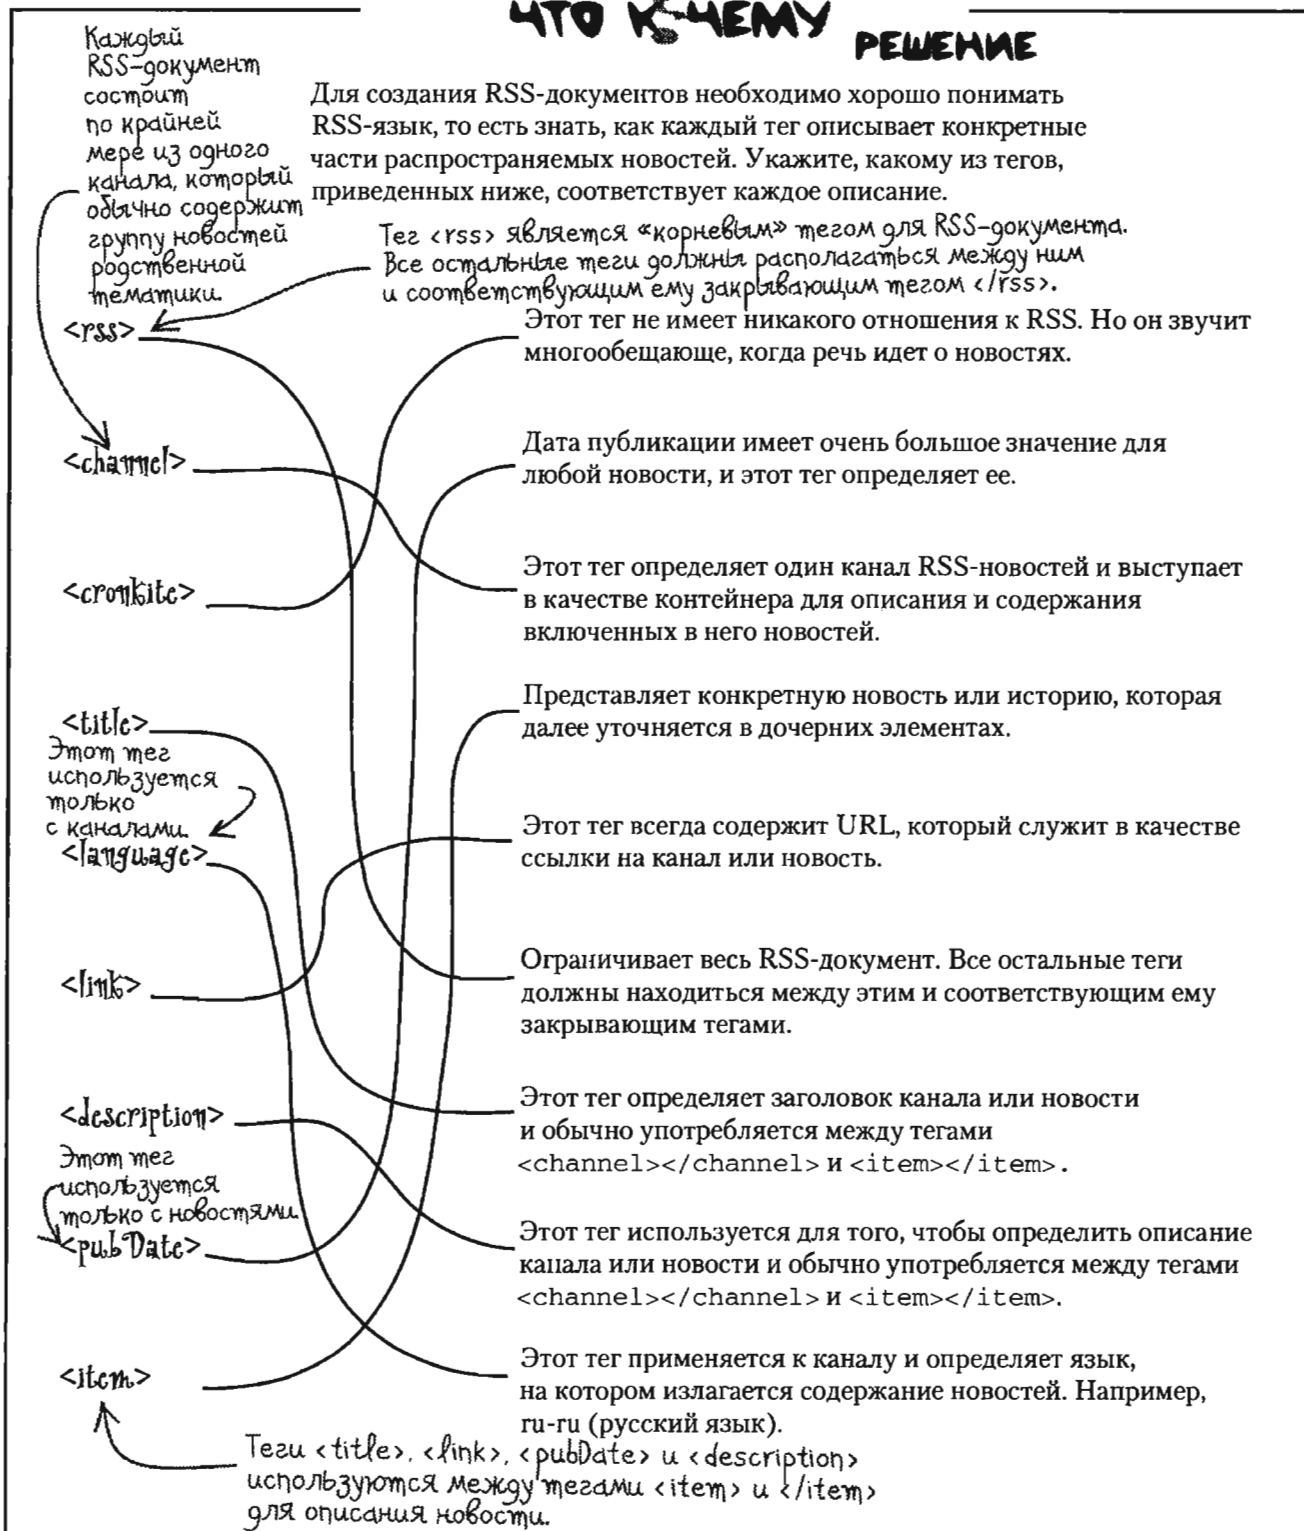 ЧТО К ЧЕМУ
РЕШЕНИЕ
Каждый
RSS-документ
состоит
по крайней
мере из одного
канала, который
обычно содержит
группу новостей
родственной
тематики.
Для создания RSS-документов необходимо хорошо понимать
RSS-язык, то есть знать, как каждый тег описывает конкретные
части распространяемых новостей. Укажите, какому из тегов,
приведенных ниже, соответствует каждое описание.
Тег <rss> является «корневым» тегом для RSS-документа.
Все остальные теги должны располагаться между ним
и соответствующим ему закрывающим тегом </rss>.
<rss>
Этот тег не имеет никакого отношения к RSS. Но он звучит
многообещающе, когда речь идет о новостях.
<channel>
Дата публикации имеет очень большое значение для
любой новости, и этот тег определяет ее.
<cronkite>
Этот тег определяет один канал RSS-новостей и выступает
в качестве контейнера для описания и содержания
включенных в него новостей.
<title>
Представляет конкретную новость или историю, которая
далее уточняется в дочерних элементах.
Этот тег
используется
только
с каналами.
<language>
Этот тег всегда содержит URL, который служит в качестве
ссылки на канал или новость.
<link>
Ограничивает весь RSS-документ. Все остальные теги
должны находиться между этим и соответствующим ему
закрывающим тегами.
<description>
Этот тег определяет заголовок канала или новости
и обычно употребляется между тегами
<channel></channel> и <item></item>.
Этот тег
используется
только с новостями.
<pubDate>
Этот тег используется для того, чтобы определить описание
канала или новости и обычно употребляется между тегами
<channel></channel> и <item></item>.
<item>
Этот тег применяется к каналу и определяет язык,
на котором излагается содержание новостей. Например,
ru-ru (русский язык).
Теги <title>, <link>, <pubDate> и <description>
используются между тегами <item> и </item>
для описания новости.